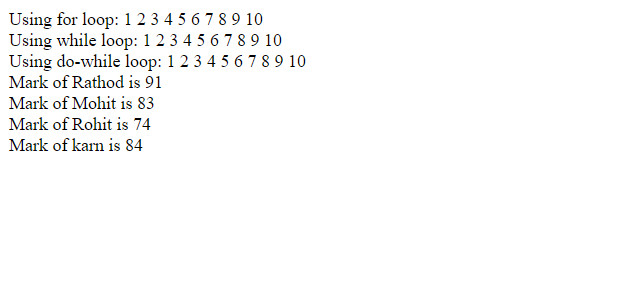 Using for loop: 1 2 3 4 5 6 7 8 9 10
Using while loop: 1 2 3 4 5 6 7 8 9 10
Using do-while loop: 1 2 3 4 5 6 7 8 9 10
Mark of Rathod is 91
Mark of Mohit is 83
Mark of Rohit is 74
Mark of karn is 84